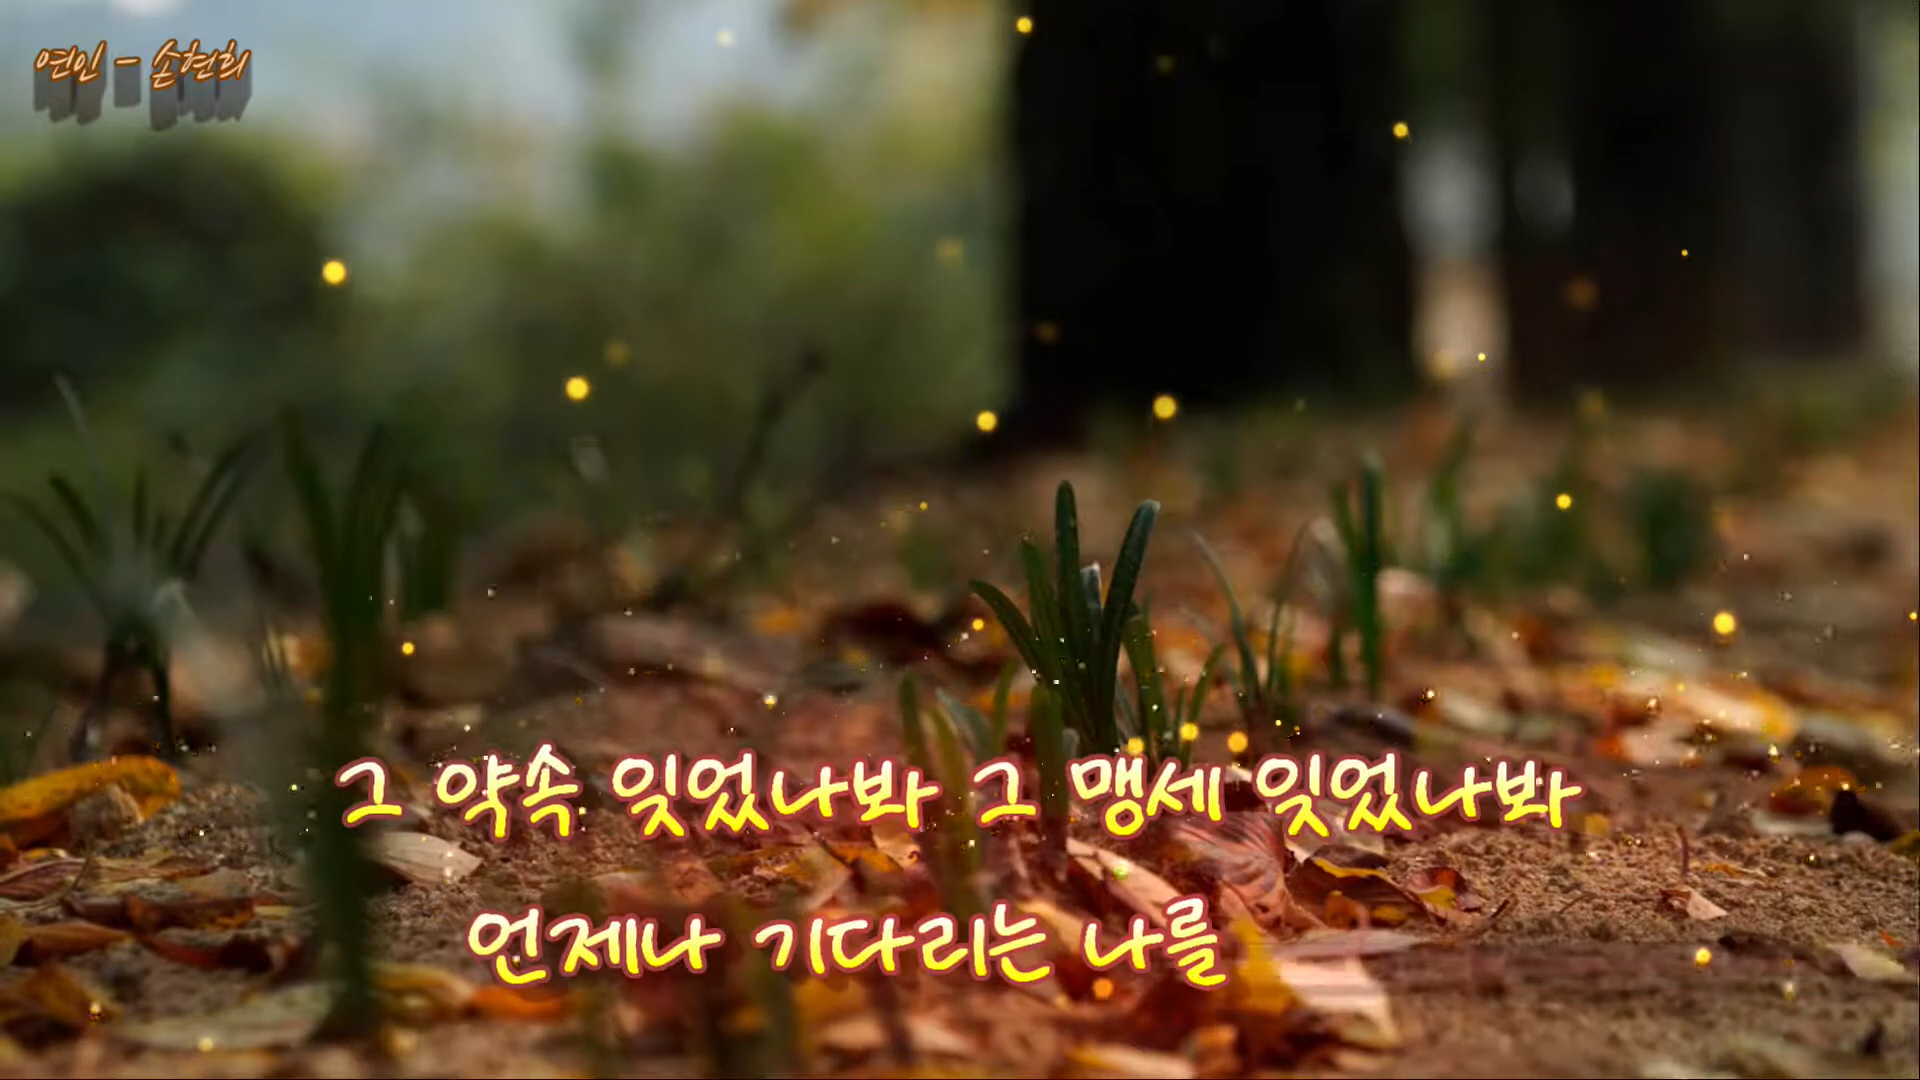 연인 - 손현희
그 약속 잊었나봐 그 맹세 잊었나봐
언제나 기다리는 나를